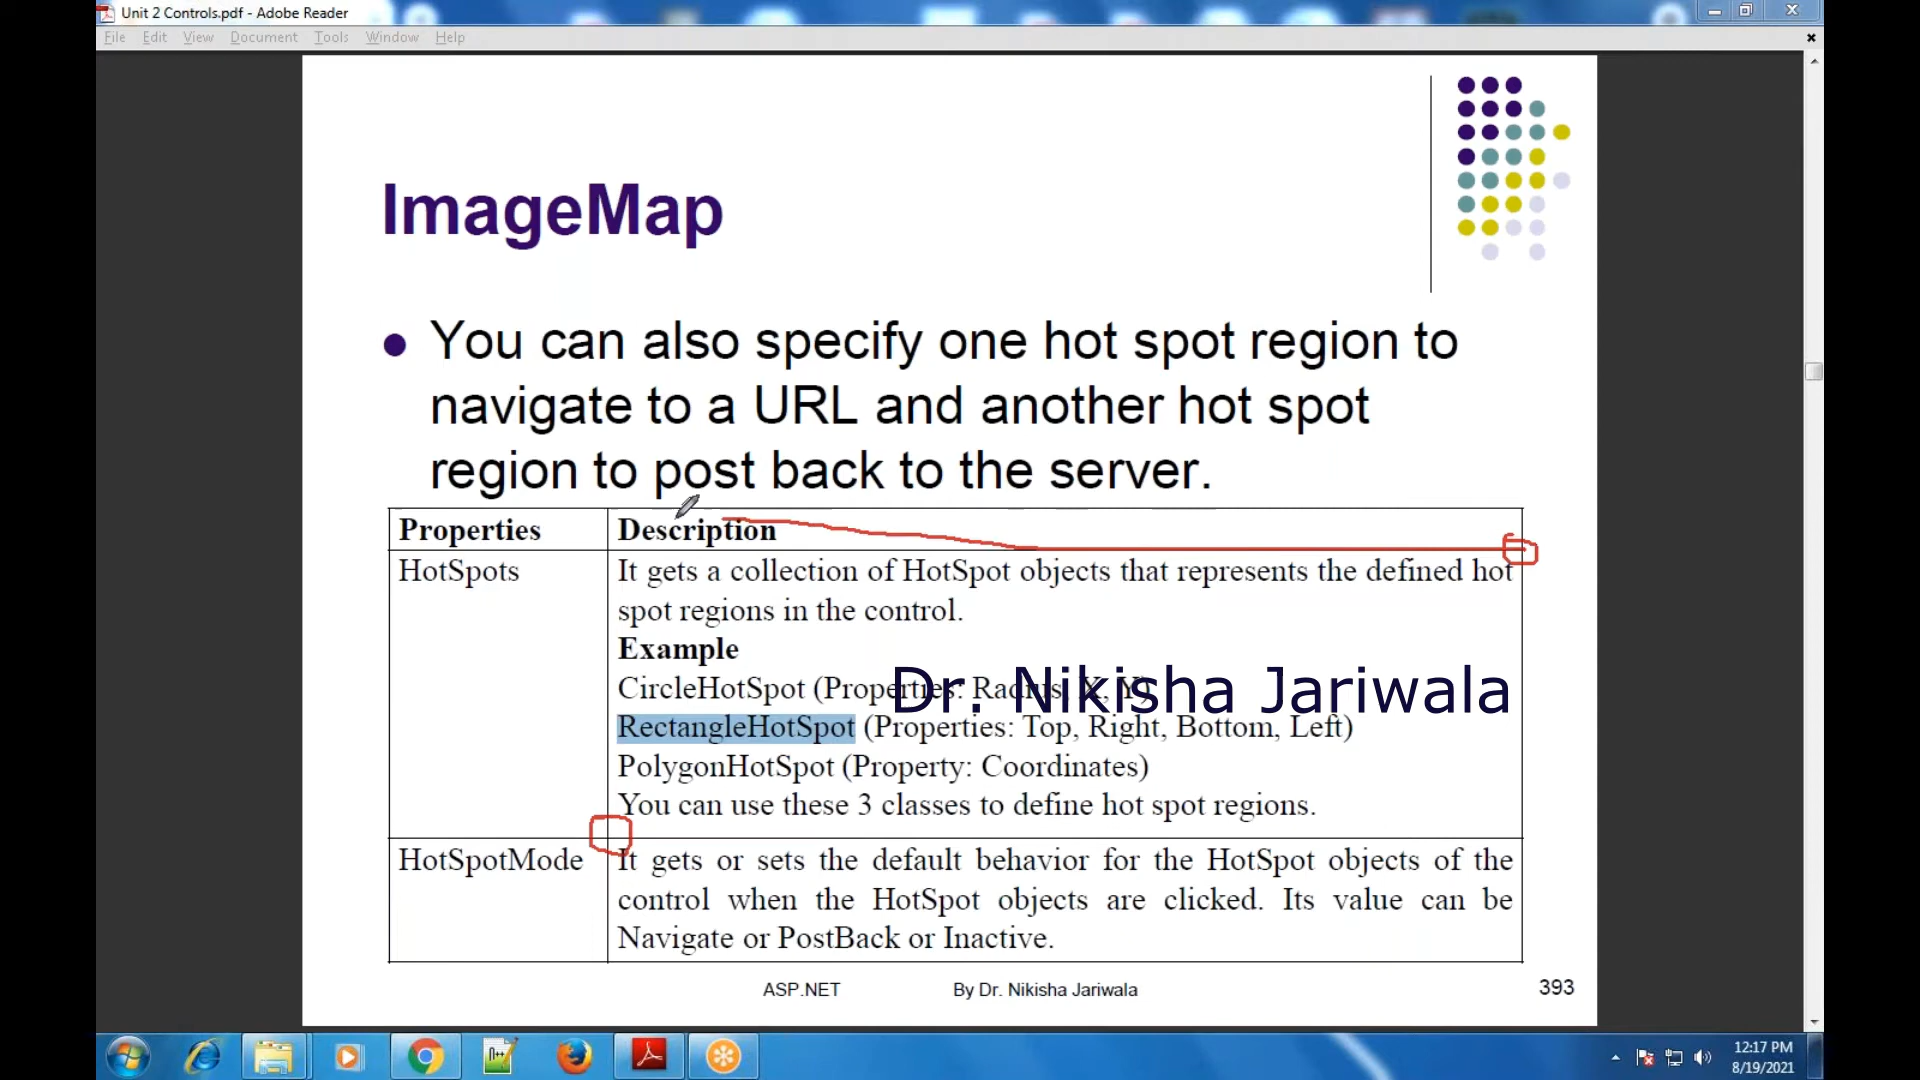 Unit 2 Controls.pdf - Adobe Reader
File Edit View Document Tools Window Help
ImageMap
You can also specify one hot spot region to
navigate to a URL and another hot spot
region to post back to the server.
Properties Description
HotSpots It gets a collection of HotSpot objects that represents the defined hot
spot regions in the control.
Example
CircleHotSpot (Properties: Radius, X, Y)
Dr. Nikisha Jariwala
RectangleHotSpot (Properties: Top, Right, Bottom, Left)
PolygonHotSpot (Property: Coordinates)
You can use these 3 classes to define hot spot regions.
HotSpotMode It gets or sets the default behavior for the HotSpot objects of the
control when the HotSpot objects are clicked. Its value can be
Navigate or PostBack or Inactive.
ASP.NET By Dr. Nikisha Jariwala 393
12:17 PM
8/19/2021